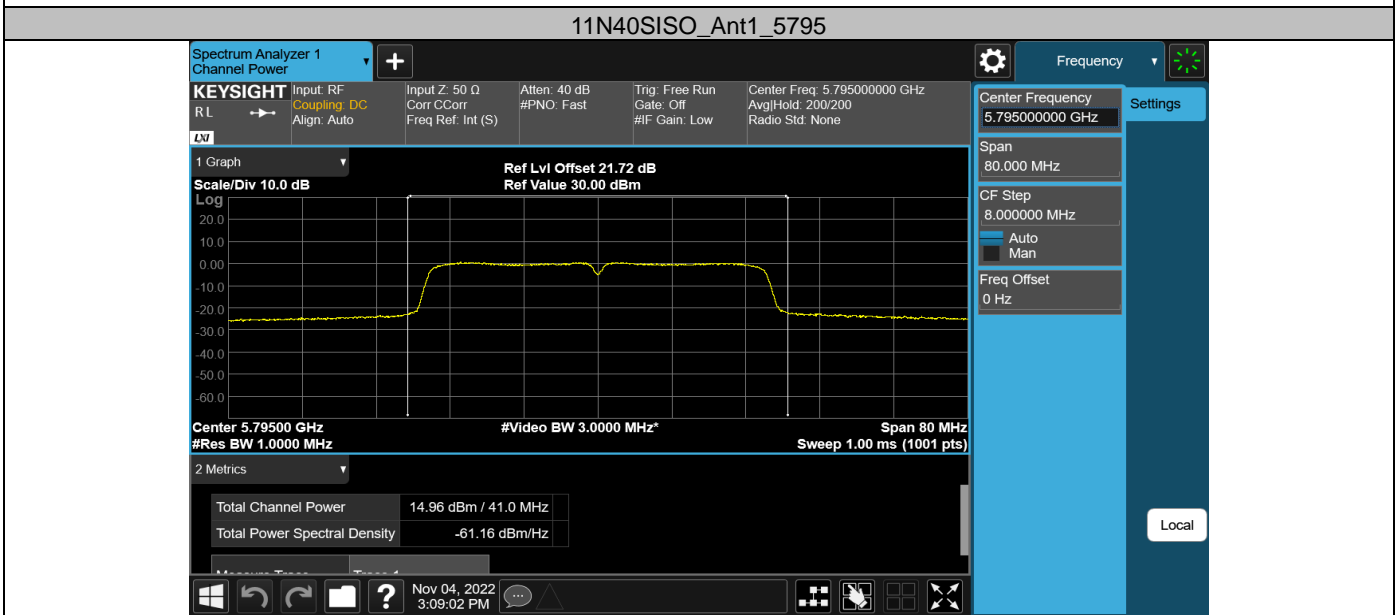 11N40SISO_Ant1_5795
Spectrum Analyzer 1
Channel Power
Frequency
KEYSIGHT
R L
LXI
Input: RF
Coupling: DC
Align: Auto
Input Z: 50 Ω
Corr CCorr
Freq Ref: Int (S)
Atten: 40 dB
#PNO: Fast
Trig: Free Run
Gate: Off
#IF Gain: Low
Center Freq: 5.795000000 GHz
Avg|Hold: 200/200
Radio Std: None
1 Graph
Scale/Div 10.0 dB
Ref Lvl Offset 21.72 dB
Ref Value 30.00 dBm
Log
20.0
10.0
0.00
-10.0
-20.0
-30.0
-40.0
-50.0
-60.0
Center 5.79500 GHz
#Res BW 1.0000 MHz
#Video BW 3.0000 MHz*
Span 80 MHz
Sweep 1.00 ms (1001 pts)
2 Metrics
Total Channel Power 14.96 dBm / 41.0 MHz
Total Power Spectral Density -61.16 dBm/Hz
Nov 04, 2022
3:09:02 PM
Center Frequency
5.795000000 GHz
Span
80.000 MHz
CF Step
8.000000 MHz
Auto
Man
Freq Offset
0 Hz
Settings
Local